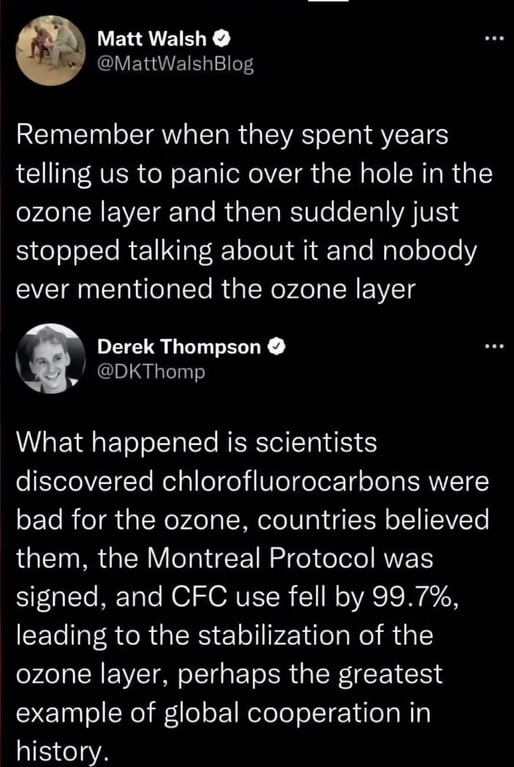 Matt Walsh
@MattWalshBlog
Remember when they spent years
telling us to panic over the hole in the
ozone layer and then suddenly just
stopped talking about it and nobody
ever mentioned the ozone layer
Derek Thompson
@DKThomp
What happened is scientists
discovered chlorofluorocarbons were
bad for the ozone, countries believed
them, the Montreal Protocol was
signed, and CFC use fell by 99.7%,
leading to the stabilization of the
ozone layer, perhaps the greatest
example of global cooperation in
history.